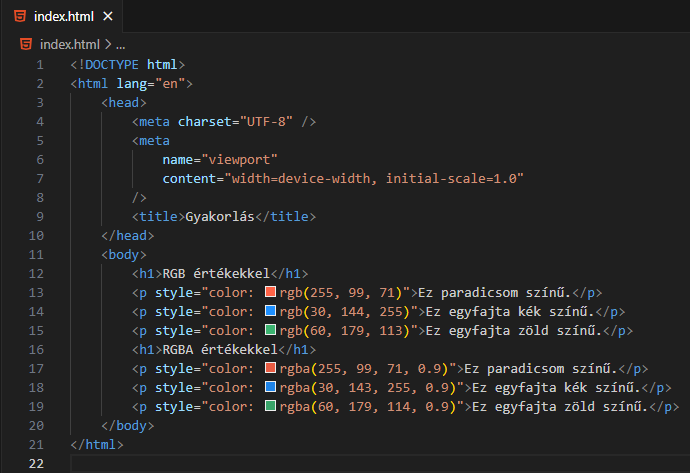 index.html ×
index.html > ...
1 <!DOCTYPE html>
2 <html lang="en">
3 <head>
4 <meta charset="UTF-8" />
5 <meta
6 name="viewport"
7 content="width=device-width, initial-scale=1.0"
8 />
9 <title>Gyakorlás</title>
10 </head>
11 <body>
12 <h1>RGB értékekkel</h1>
13 <p style="color: rgb(255, 99, 71)">Ez paradicsom színű.</p>
14 <p style="color: rgb(30, 144, 255)">Ez egyfajta kék színű.</p>
15 <p style="color: rgb(60, 179, 113)">Ez egyfajta zöld színű.</p>
16 <h1>RGBA értékekkel</h1>
17 <p style="color: rgba(255, 99, 71, 0.9)">Ez paradicsom színű.</p>
18 <p style="color: rgba(30, 143, 255, 0.9)">Ez egyfajta kék színű.</p>
19 <p style="color: rgba(60, 179, 114, 0.9)">Ez egyfajta zöld színű.</p>
20 </body>
21 </html>
22